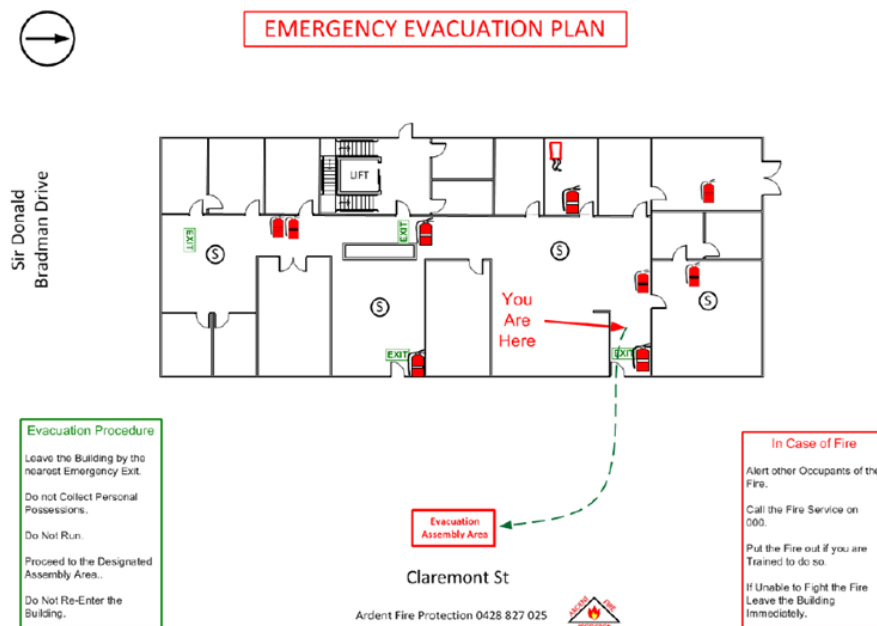 EMERGENCY EVACUATION PLAN
Sir Donald
Bradman Drive
LIFT
EXIT
EXIT
S
S
S
S
You
Are
Here
EXIT
EXIT
Evacuation Procedure
Leave the Building by the
nearest Emergency Exit.
Do not Collect Personal
Possessions.
Do Not Run.
Proceed to the Designated
Assembly Area..
Do Not Re-Enter the
Building.
In Case of Fire
Alert other Occupants of the
Fire.
Call the Fire Service on
000.
Put the Fire out if you are
Trained to do so.
If Unable to Fight the Fire
Leave the Building
Immediately.
Evacuation
Assembly Area
Claremont St
Ardent Fire Protection 0428 827 025
ARDENT FIRE
PROTECTION